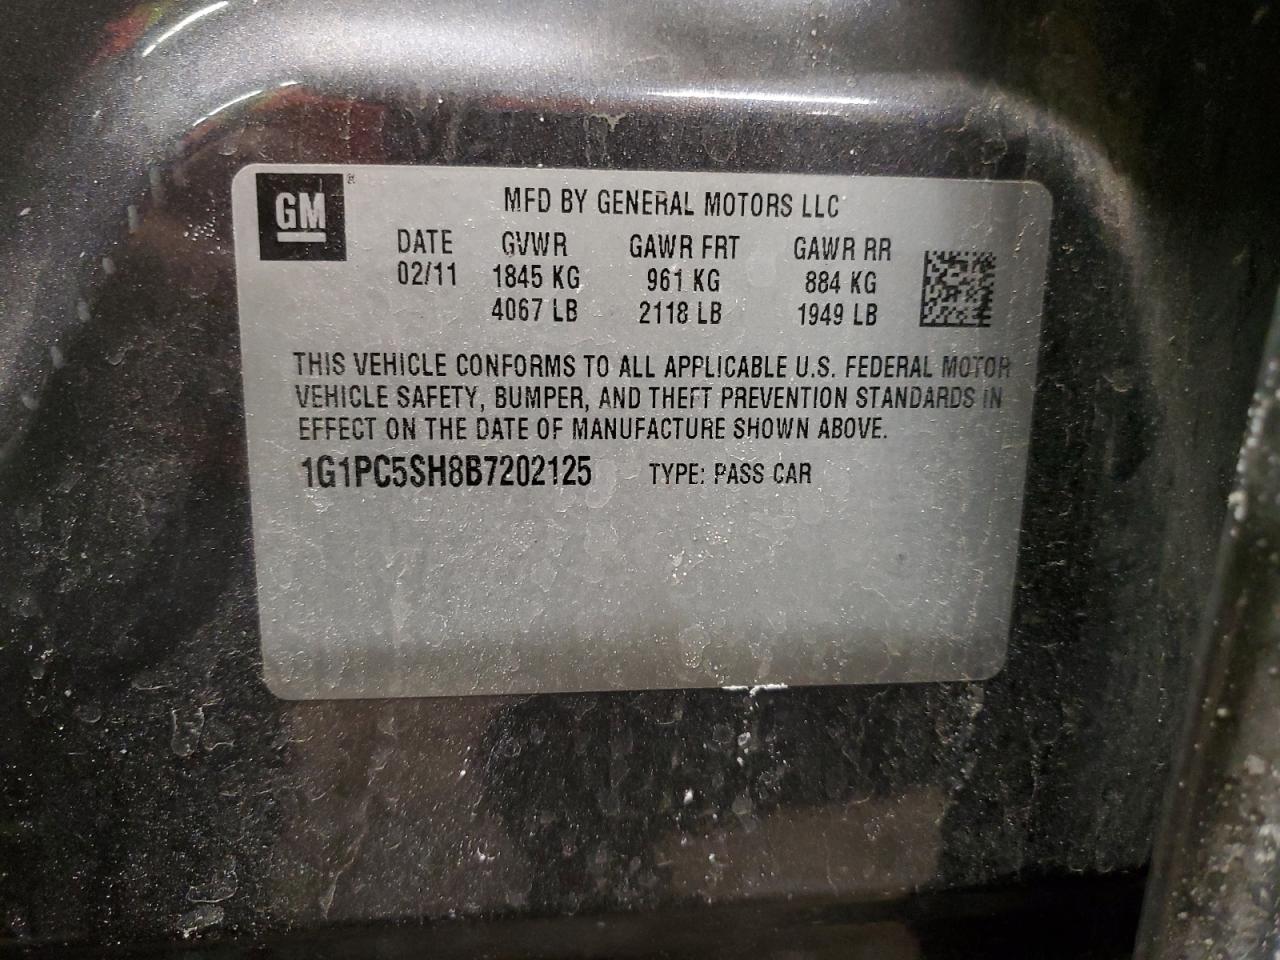 GM®
MFD BY GENERAL MOTORS LLC
DATE GVWR GAWR FRT GAWR RR
02/11 1845 KG 961 KG 884 KG
4067 LB 2118 LB 1949 LB
THIS VEHICLE CONFORMS TO ALL APPLICABLE U.S. FEDERAL MOTOR
VEHICLE SAFETY, BUMPER, AND THEFT PREVENTION STANDARDS IN
EFFECT ON THE DATE OF MANUFACTURE SHOWN ABOVE.
1G1PC5SH8B7202125 TYPE: PASS CAR